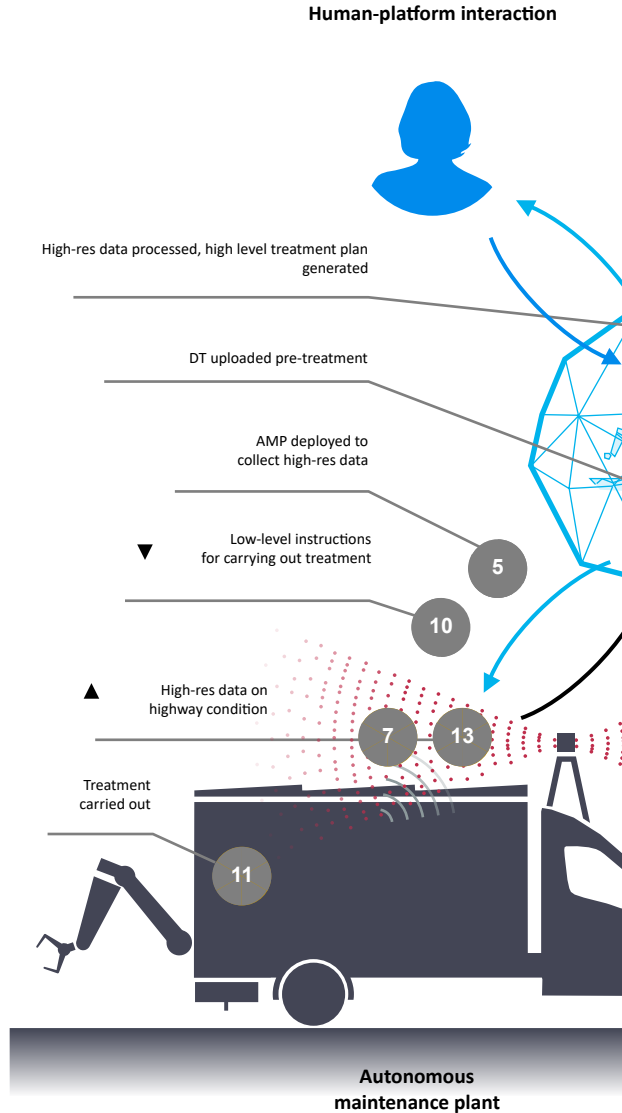 Human-platform interaction
High-res data processed, high level treatment plan
generated
DT uploaded pre-treatment
AMP deployed to
collect high-res data
5
Low-level instructions
for carrying out treatment
10
High-res data on
highway condition
7
13
Treatment
carried out
11
Autonomous
maintenance plant